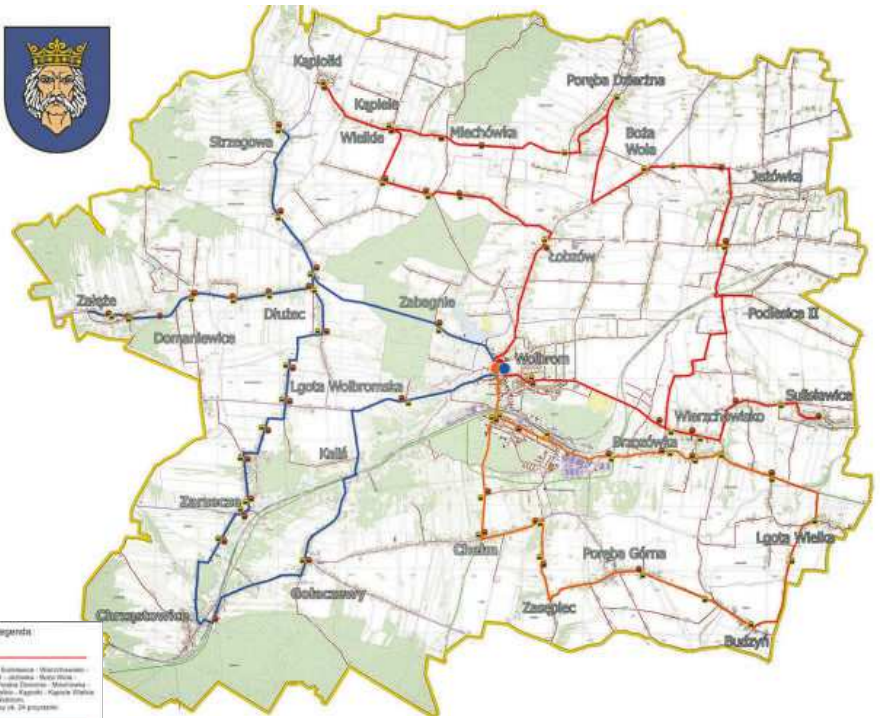 Kąpiołki
Poręba Dzierżna
Kąpiele
Wielkie
Miechówka
Strzegowa
Boża
Wola
Jeżówka
Łobzów
Załęże
Zabagnie
Domaniewice
Dłużec
Podlesice II
Wolbrom
Lgota Wolbromska
Sulisławice
Wierzchowisko
Brzozówka
Kaliś
Zarzecze
Chełm
Poręba Górna
Lgota Wielka
Gołaczewy
Zasępiec
Chrząstowice
Budzyń